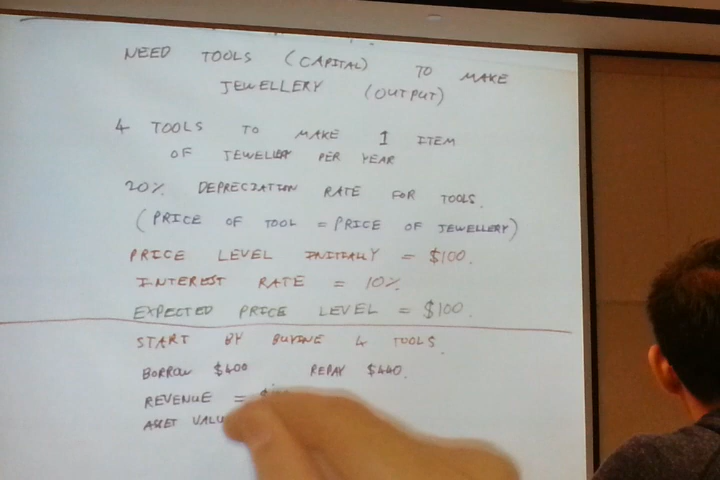 NEED TOOLS (CAPITAL) TO MAKE
JEWELLERY (OUTPUT)
4 TOOLS TO MAKE 1 ITEM
OF JEWELLERY PER YEAR
20% DEPRECIATION RATE FOR TOOLS.
(PRICE OF TOOL = PRICE OF JEWELLERY)
PRICE LEVEL INITIALLY = $100.
INTEREST RATE = 10%
EXPECTED PRICE LEVEL = $100.
START BY BUYING 4 TOOLS
BORROW $400 REPAY $440.
REVENUE =
ASSET VALU